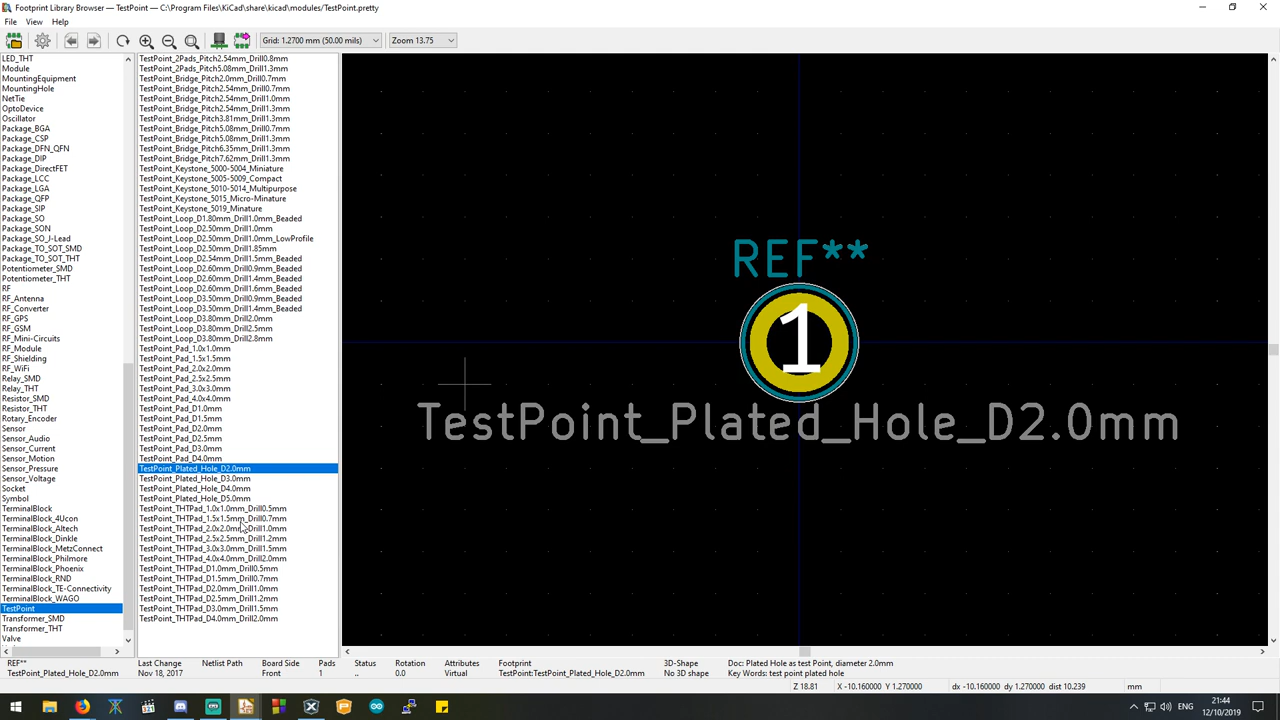 Footprint Library Browser — TestPoint — C:\Program Files\KiCad\share\kicad\modules/TestPoint.pretty
File View Help
Grid: 1.2700 mm (50.00 mils)
Zoom 13.75
LED_THT
Module
MountingEquipment
MountingHole
NetTie
OptoDevice
Oscillator
Package_BGA
Package_CSP
Package_DFN_QFN
Package_DIP
Package_DirectFET
Package_LCC
Package_LGA
Package_QFP
Package_SIP
Package_SO
Package_SON
Package_SO_J-Lead
Package_TO_SOT_SMD
Package_TO_SOT_THT
Potentiometer_SMD
Potentiometer_THT
RF
RF_Antenna
RF_Converter
RF_GPS
RF_GSM
RF_Mini-Circuits
RF_Module
RF_Shielding
RF_WiFi
Relay_SMD
Relay_THT
Resistor_SMD
Resistor_THT
Rotary_Encoder
Sensor
Sensor_Audio
Sensor_Current
Sensor_Motion
Sensor_Pressure
Sensor_Voltage
Socket
Symbol
TerminalBlock
TerminalBlock_4Ucon
TerminalBlock_Altech
TerminalBlock_Dinkle
TerminalBlock_MetzConnect
TerminalBlock_Philmore
TerminalBlock_Phoenix
TerminalBlock_RND
TerminalBlock_TE-Connectivity
TerminalBlock_WAGO
TestPoint
Transformer_SMD
Transformer_THT
Valve
TestPoint_2Pads_Pitch2.54mm_Drill0.8mm
TestPoint_2Pads_Pitch5.08mm_Drill1.3mm
TestPoint_Bridge_Pitch2.0mm_Drill0.7mm
TestPoint_Bridge_Pitch2.54mm_Drill0.7mm
TestPoint_Bridge_Pitch2.54mm_Drill1.0mm
TestPoint_Bridge_Pitch2.54mm_Drill1.3mm
TestPoint_Bridge_Pitch3.81mm_Drill1.3mm
TestPoint_Bridge_Pitch5.08mm_Drill0.7mm
TestPoint_Bridge_Pitch5.08mm_Drill1.3mm
TestPoint_Bridge_Pitch6.35mm_Drill1.3mm
TestPoint_Bridge_Pitch7.62mm_Drill1.3mm
TestPoint_Keystone_5000-5004_Miniature
TestPoint_Keystone_5005-5009_Compact
TestPoint_Keystone_5010-5014_Multipurpose
TestPoint_Keystone_5015_Micro-Minature
TestPoint_Keystone_5019_Minature
TestPoint_Loop_D1.80mm_Drill1.0mm_Beaded
TestPoint_Loop_D2.50mm_Drill1.0mm
TestPoint_Loop_D2.50mm_Drill1.0mm_LowProfile
TestPoint_Loop_D2.50mm_Drill1.85mm
TestPoint_Loop_D2.54mm_Drill1.5mm_Beaded
TestPoint_Loop_D2.60mm_Drill0.9mm_Beaded
TestPoint_Loop_D2.60mm_Drill1.4mm_Beaded
TestPoint_Loop_D2.60mm_Drill1.6mm_Beaded
TestPoint_Loop_D3.50mm_Drill0.9mm_Beaded
TestPoint_Loop_D3.50mm_Drill1.4mm_Beaded
TestPoint_Loop_D3.80mm_Drill2.0mm
TestPoint_Loop_D3.80mm_Drill2.5mm
TestPoint_Loop_D3.80mm_Drill2.8mm
TestPoint_Pad_1.0x1.0mm
TestPoint_Pad_1.5x1.5mm
TestPoint_Pad_2.0x2.0mm
TestPoint_Pad_2.5x2.5mm
TestPoint_Pad_3.0x3.0mm
TestPoint_Pad_4.0x4.0mm
TestPoint_Pad_D1.0mm
TestPoint_Pad_D1.5mm
TestPoint_Pad_D2.0mm
TestPoint_Pad_D2.5mm
TestPoint_Pad_D3.0mm
TestPoint_Pad_D4.0mm
TestPoint_Plated_Hole_D2.0mm
TestPoint_Plated_Hole_D3.0mm
TestPoint_Plated_Hole_D4.0mm
TestPoint_Plated_Hole_D5.0mm
TestPoint_THTPad_1.0x1.0mm_Drill0.5mm
TestPoint_THTPad_1.5x1.5mm_Drill0.7mm
TestPoint_THTPad_2.0x2.0mm_Drill1.0mm
TestPoint_THTPad_2.5x2.5mm_Drill1.2mm
TestPoint_THTPad_3.0x3.0mm_Drill1.5mm
TestPoint_THTPad_4.0x4.0mm_Drill2.0mm
TestPoint_THTPad_D1.0mm_Drill0.5mm
TestPoint_THTPad_D1.5mm_Drill0.7mm
TestPoint_THTPad_D2.0mm_Drill1.0mm
TestPoint_THTPad_D2.5mm_Drill1.2mm
TestPoint_THTPad_D3.0mm_Drill1.5mm
TestPoint_THTPad_D4.0mm_Drill2.0mm
REF**
1
TestPoint_Plated_Hole_D2.0mm
REF** Last Change Netlist Path Board Side Pads Status Rotation Attributes Footprint 3D-Shape Doc: Plated Hole as test Point, diameter 2.0mm
TestPoint_Plated_Hole_D2.0mm Nov 18, 2017 Front 1 .. 0.0 Virtual TestPoint:TestPoint_Plated_Hole_D2.0mm No 3D shape Key Words: test point plated hole
Z 18.81 X -10.160000 Y 1.270000 dx -10.160000 dy 1.270000 dist 10.239 mm
ENG
21:44
12/10/2019